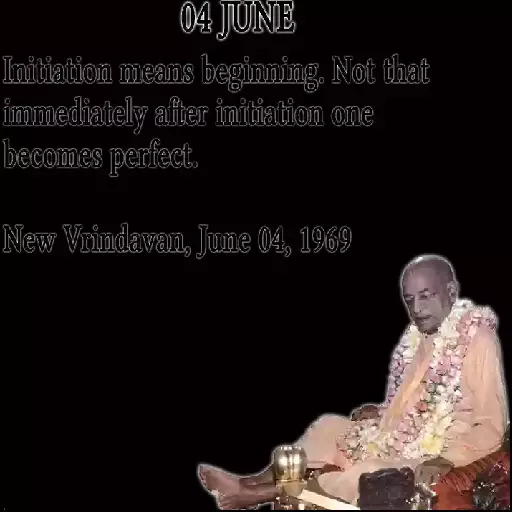 04 JUNE
Initiation means beginning. Not that
immediately after initiation one
becomes perfect.
New Vrindavan, June 04, 1969